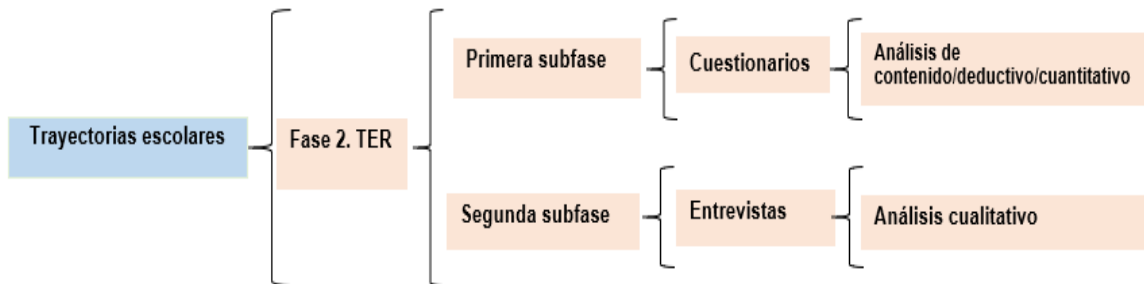 Trayectorias escolares
Fase 2. TER
Primera subfase
Cuestionarios
Análisis de
contenido/deductivo/cuantitativo
Segunda subfase
Entrevistas
Análisis cualitativo